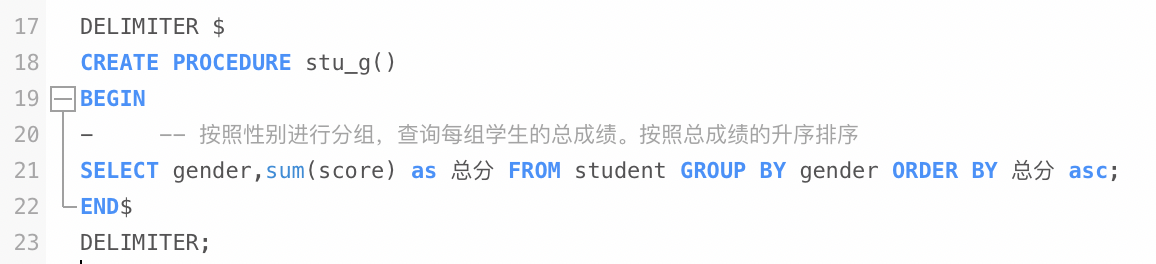 17 DELIMITER $
18 CREATE PROCEDURE stu_g()
19 BEGIN
20 -     -- 按照性别进行分组，查询每组学生的总成绩。按照总成绩的升序排序
21 SELECT gender,sum(score) as 总分 FROM student GROUP BY gender ORDER BY 总分 asc;
22 END$
23 DELIMITER;